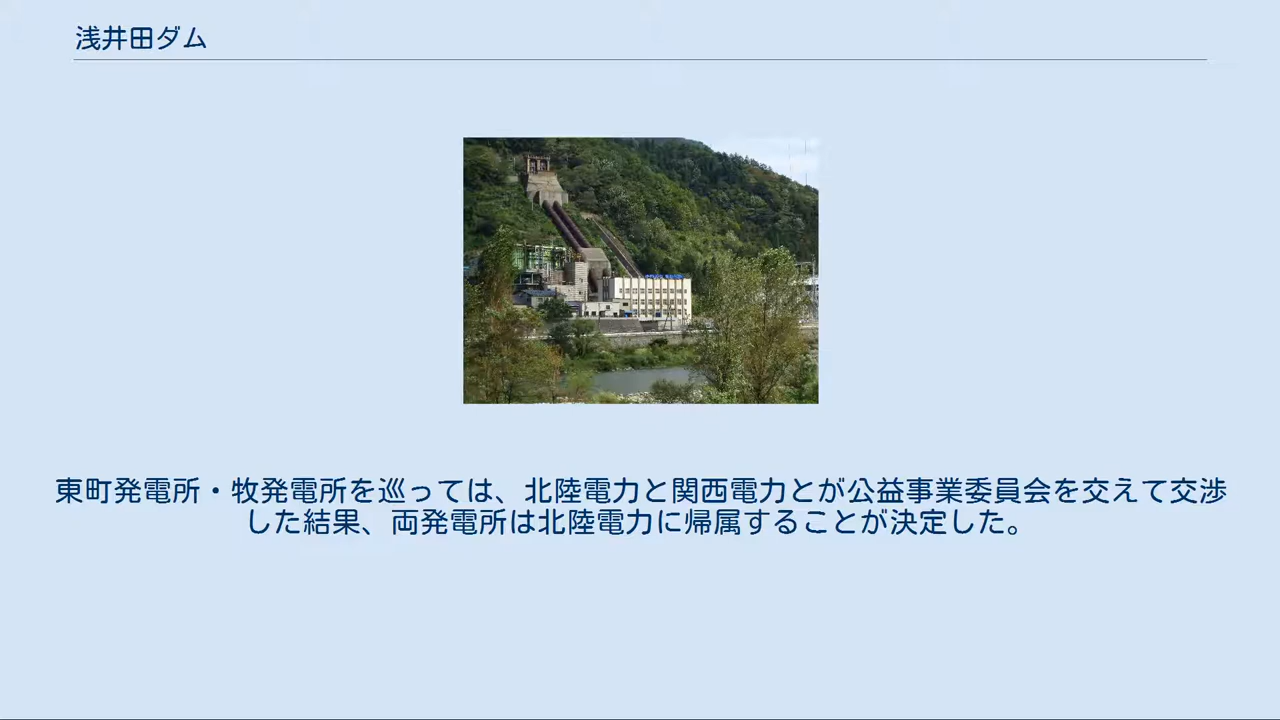 浅井田ダム
東町発電所・牧発電所を巡っては、北陸電力と関西電力とが公益事業委員会を交えて交渉
した結果、両発電所は北陸電力に帰属することが決定した。